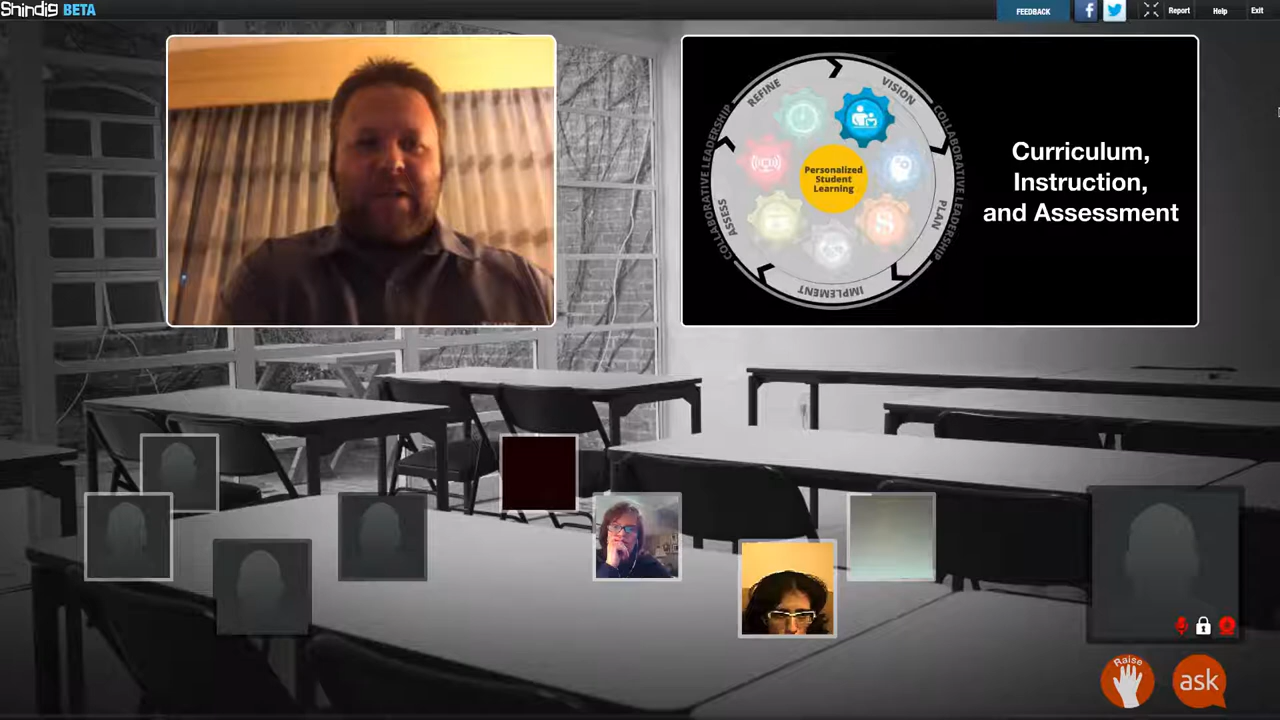 Shindig BETA
FEEDBACK
Report
Help
Exit
REFINE
VISION
COLLABORATIVE LEADERSHIP
COLLABORATIVE LEADERSHIP
Personalized
Student
Learning
ASSESS
PLAN
IMPLEMENT
Curriculum,
Instruction,
and Assessment
Raise
ask